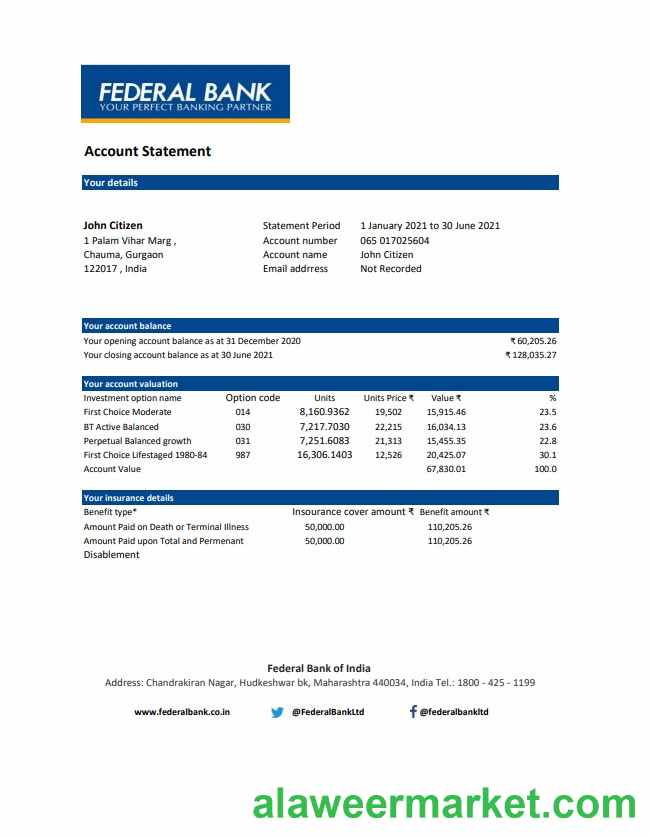 FEDERAL BANK
YOUR PERFECT BANKING PARTNER
Account Statement
Your details
John Citizen Statement Period 1 January 2021 to 30 June 2021
1 Palam Vihar Marg , Account number 065 017025604
Chauma, Gurgaon Account name John Citizen
122017 , India Email addrress Not Recorded
Your account balance
Your opening account balance as at 31 December 2020 ₹ 60,205.26
Your closing account balance as at 30 June 2021 ₹ 128,035.27
Your account valuation
Investment option name Option code Units Units Price ₹ Value ₹ %
First Choice Moderate 014 8,160.9362 19,502 15,915.46 23.5
BT Active Balanced 030 7,217.7030 22,215 16,034.13 23.6
Perpetual Balanced growth 031 7,251.6083 21,313 15,455.35 22.8
First Choice Lifestaged 1980-84 987 16,306.1403 12,526 20,425.07 30.1
Account Value 67,830.01 100.0
Your insurance details
Benefit type* Insourance cover amount ₹ Benefit amount ₹
Amount Paid on Death or Terminal Illness 50,000.00 110,205.26
Amount Paid upon Total and Permenant 50,000.00 110,205.26
Disablement
Federal Bank of India
Address: Chandrakiran Nagar, Hudkeshwar bk, Maharashtra 440034, India Tel.: 1800 - 425 - 1199
www.federalbank.co.in @FederalBankLtd @federalbankltd
alaweermarket.com